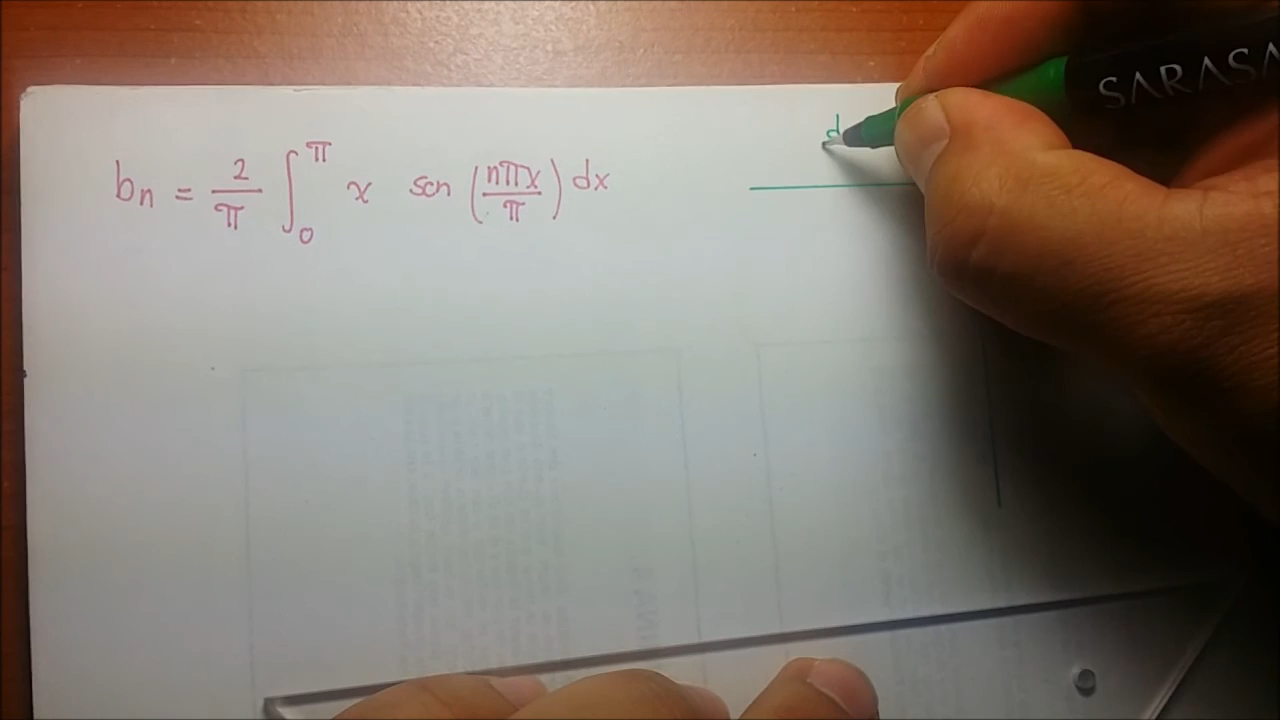 bn = 2/π ∫₀^π x sen (nπx/π) dx
d
SARASA